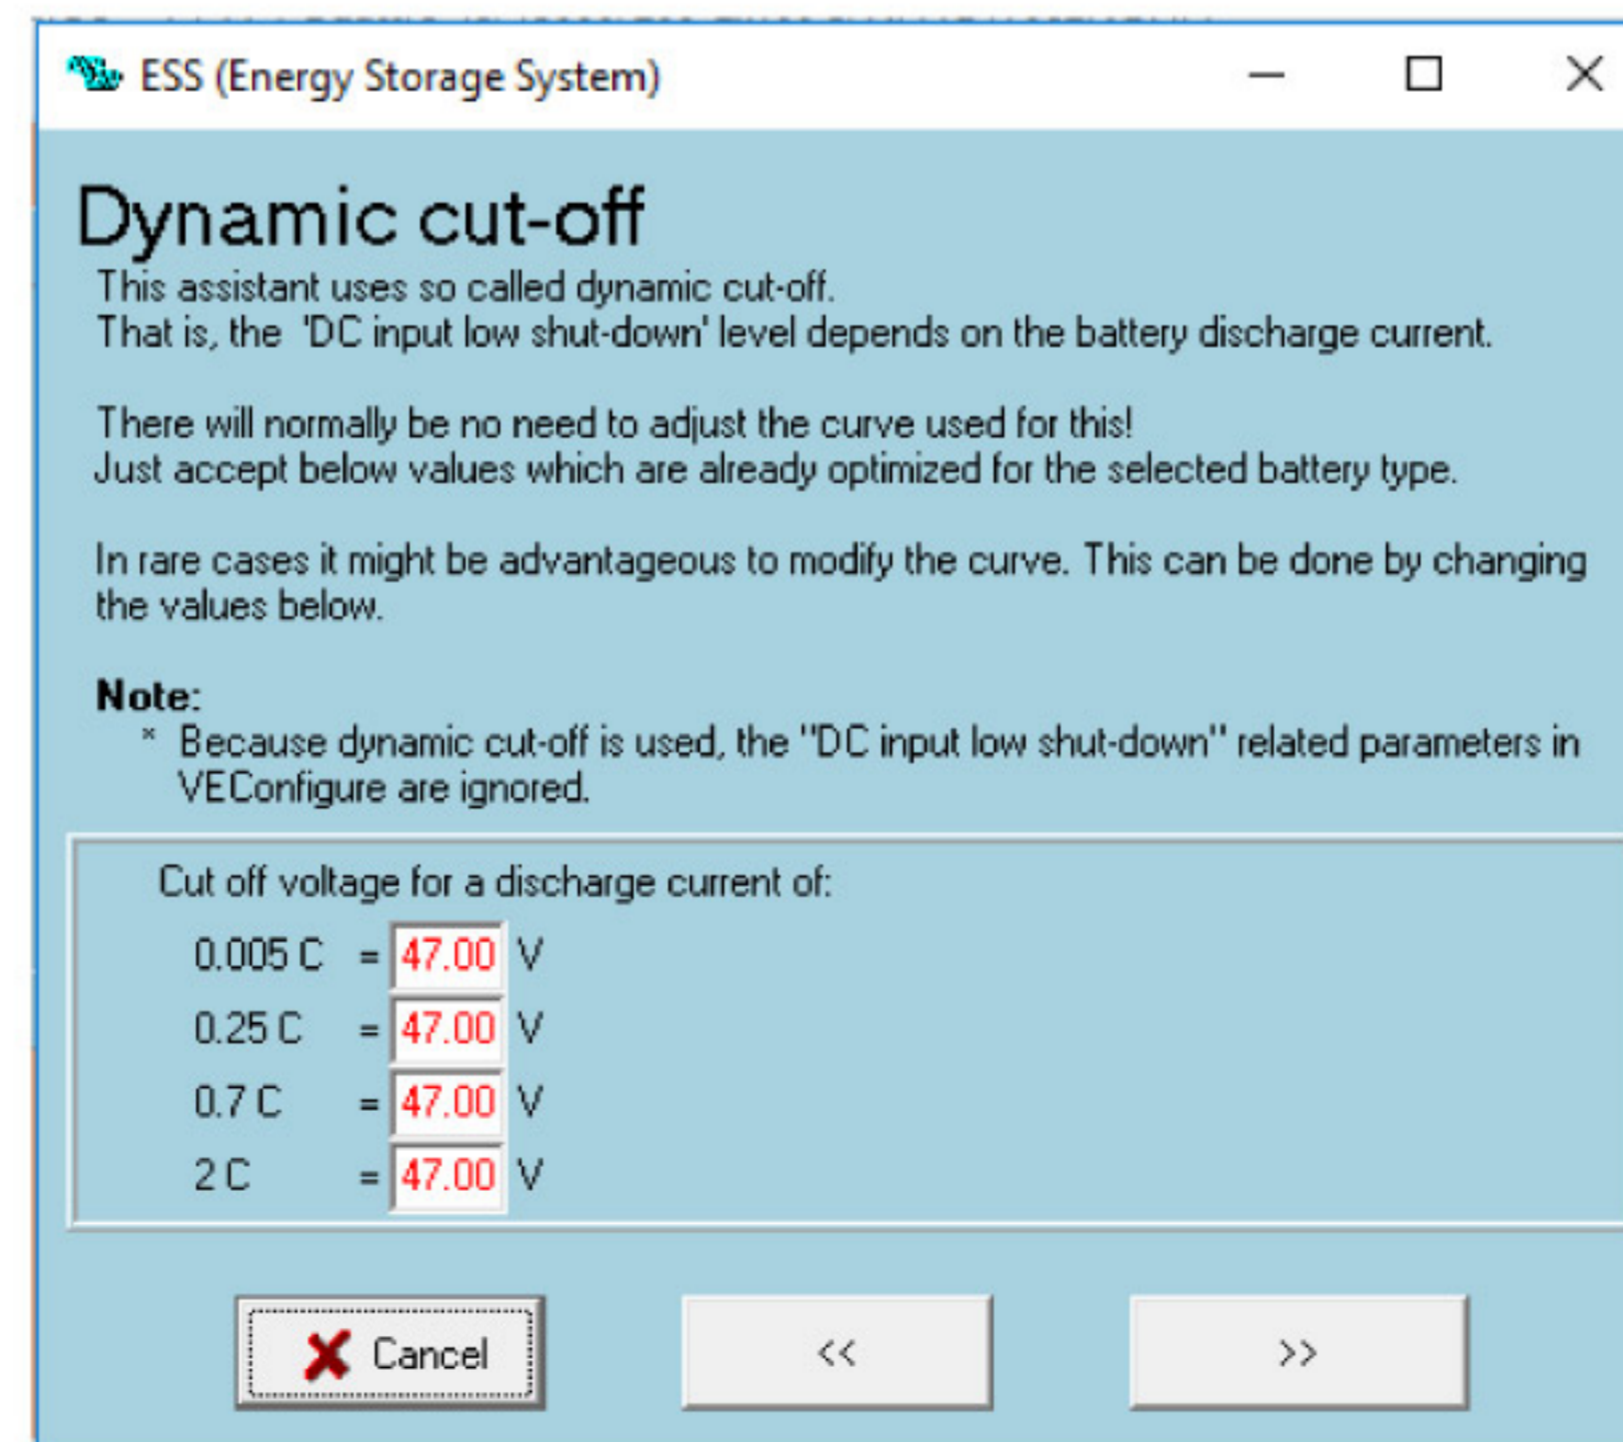 ESS (Energy Storage System)
Dynamic cut-off
This assistant uses so called dynamic cut-off.
That is, the 'DC input low shut-down' level depends on the battery discharge current.
There will normally be no need to adjust the curve used for this!
Just accept below values which are already optimized for the selected battery type.
In rare cases it might be advantageous to modify the curve. This can be done by changing
the values below.
Note:
* Because dynamic cut-off is used, the "DC input low shut-down" related parameters in
VEConfigure are ignored.
Cut off voltage for a discharge current of:
0.005 C = 47.00 V
0.25 C = 47.00 V
0.7 C = 47.00 V
2 C = 47.00 V
Cancel << >>